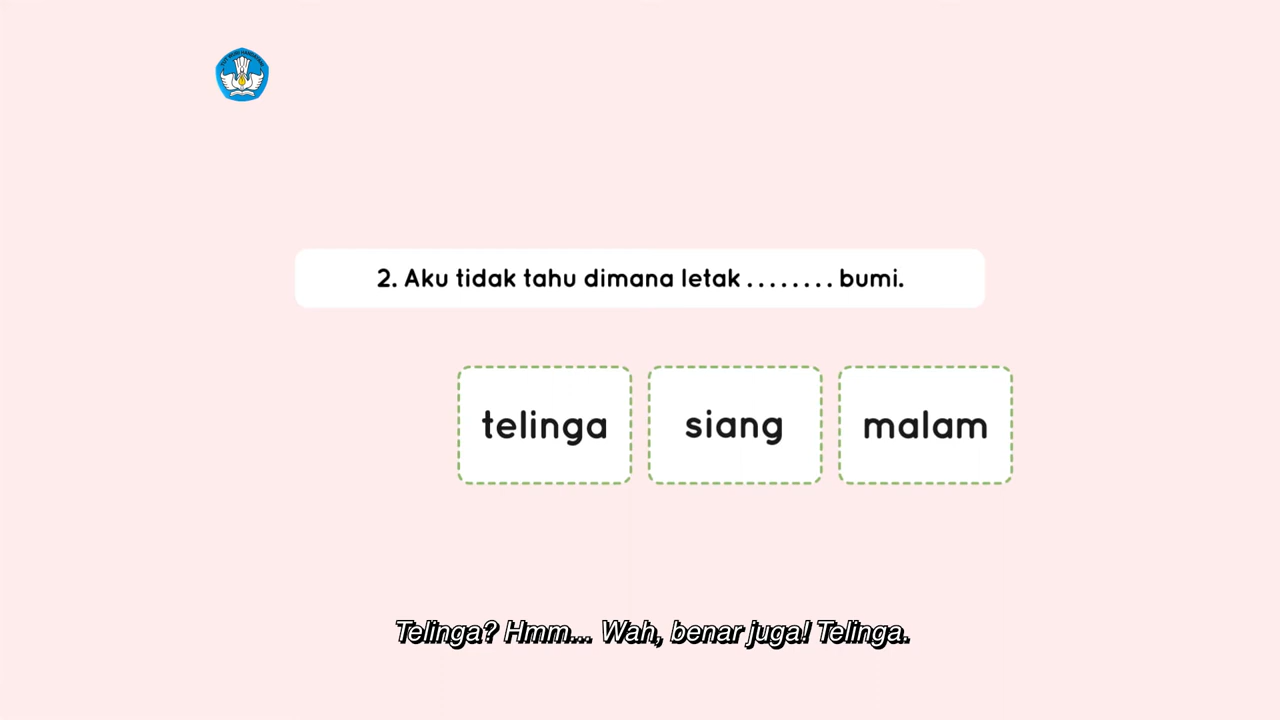 2. Aku tidak tahu dimana letak ........ bumi.
telinga
siang
malam
Telinga? Hmm... Wah, benar juga! Telinga.